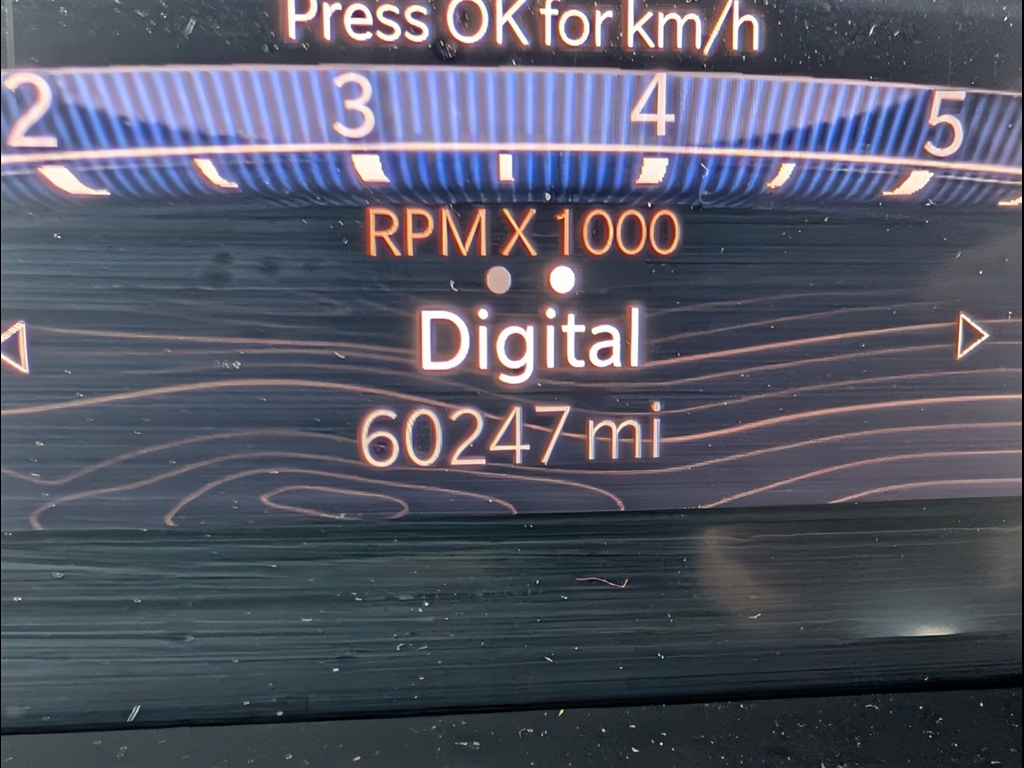 Press OK for km/h
2 3 4 5
RPM X 1000
Digital
60247 mi